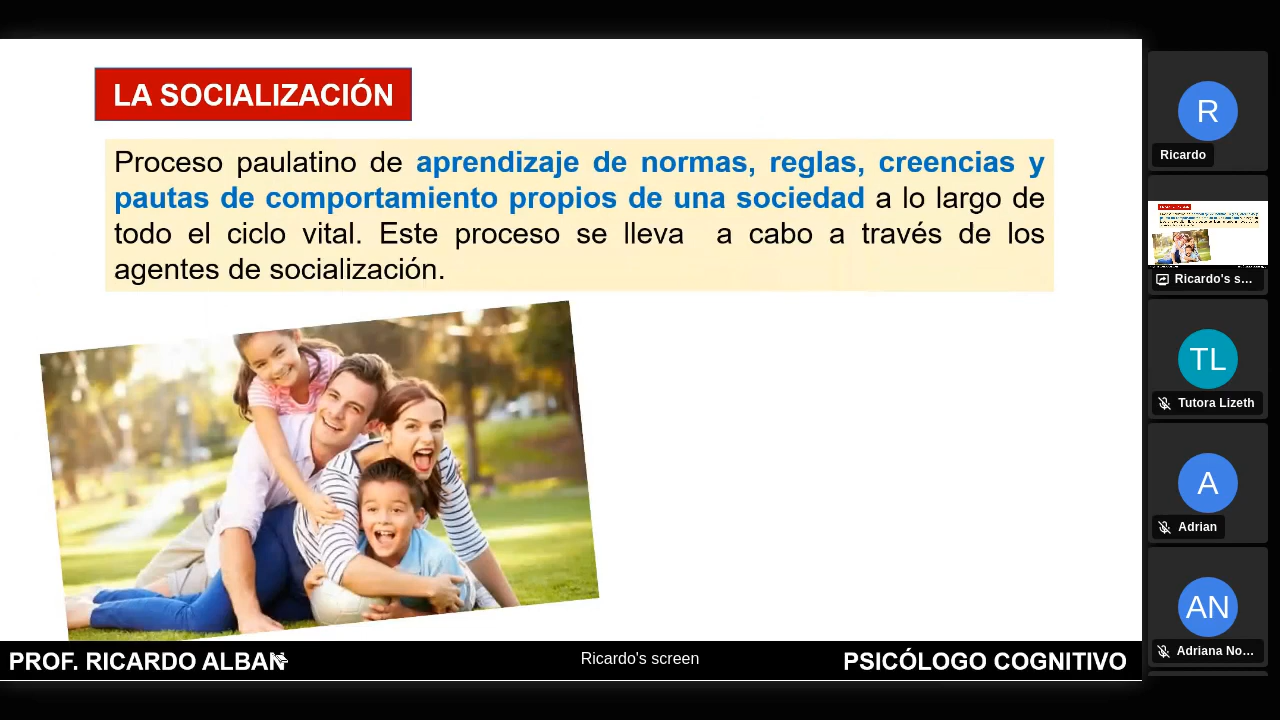 LA SOCIALIZACIÓN
Proceso paulatino de aprendizaje de normas, reglas, creencias y
pautas de comportamiento propios de una sociedad a lo largo de
todo el ciclo vital. Este proceso se lleva a cabo a través de los
agentes de socialización.
PROF. RICARDO ALBAN
Ricardo's screen
PSICÓLOGO COGNITIVO
R
Ricardo
Ricardo's s...
TL
Tutora Lizeth
A
Adrian
AN
Adriana No...